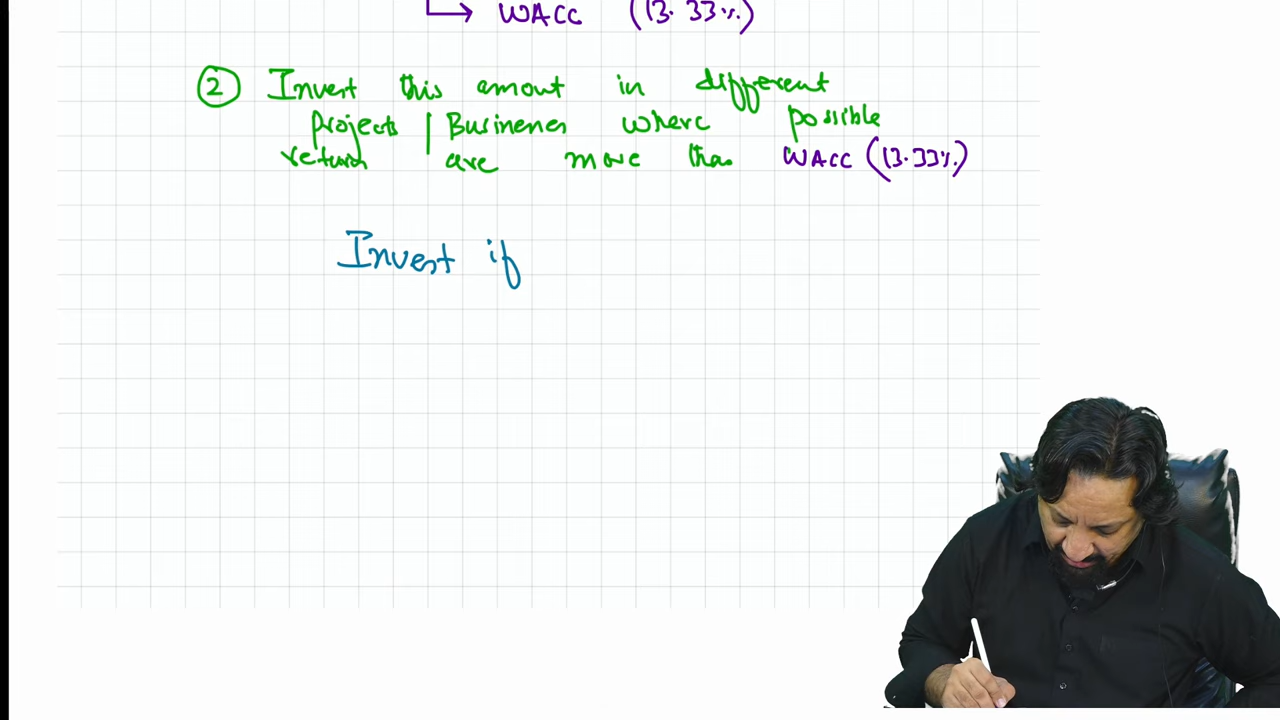 ↳ WACC (13.33%)
② Invest this amout in different
projects | Businesses where possible
return are more than WACC (13.33%)
Invest if